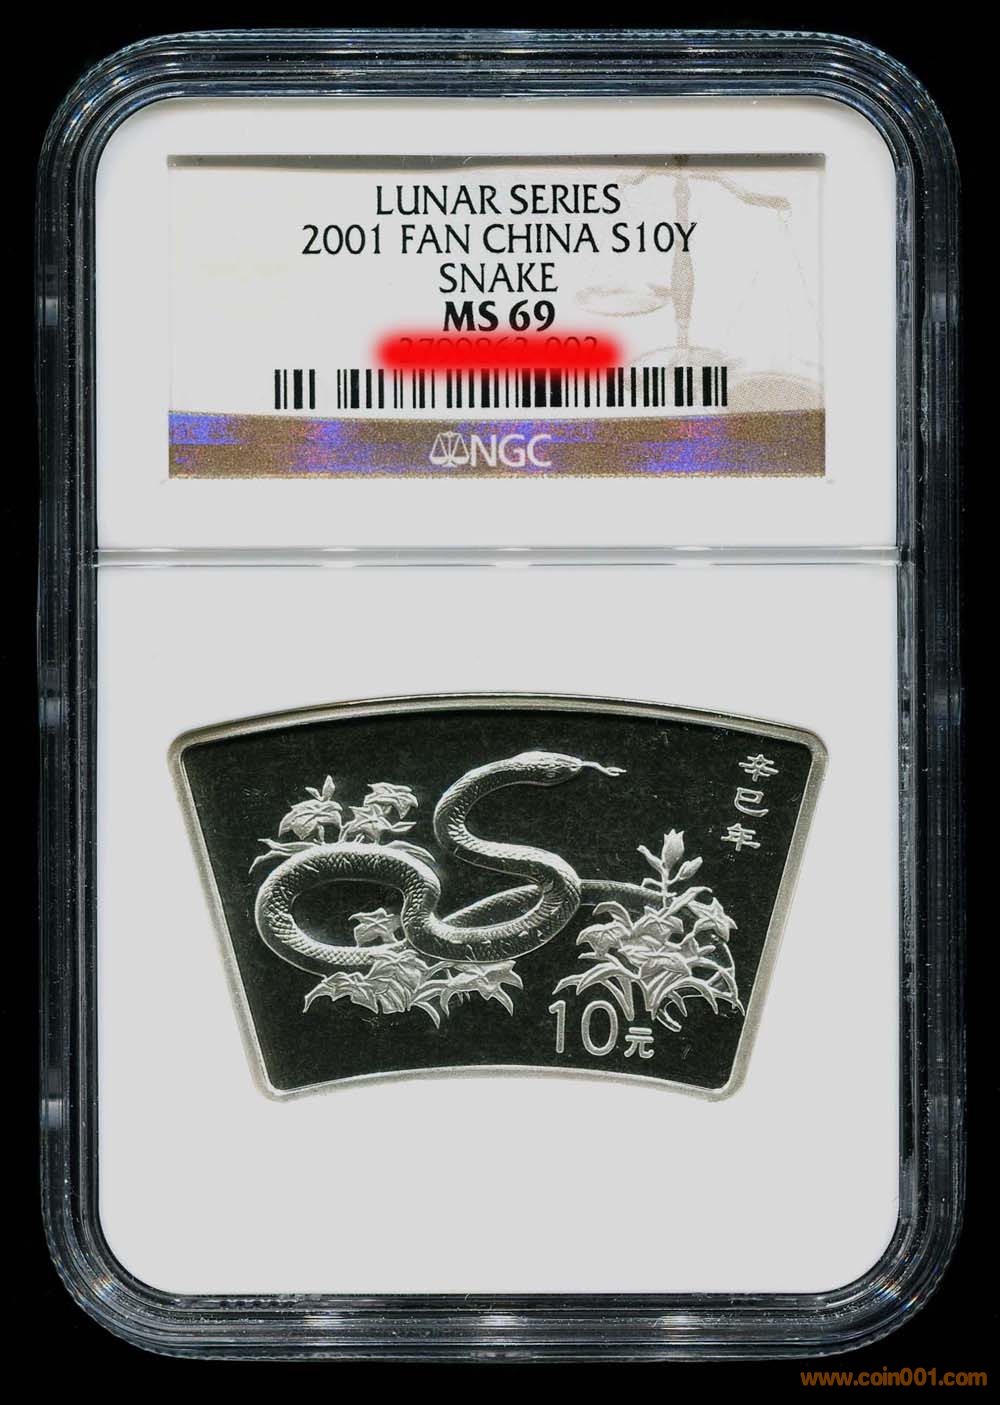 LUNAR SERIES
2001 FAN CHINA S10Y
SNAKE
MS 69
NGC
辛巳年
10元
www.coin001.com